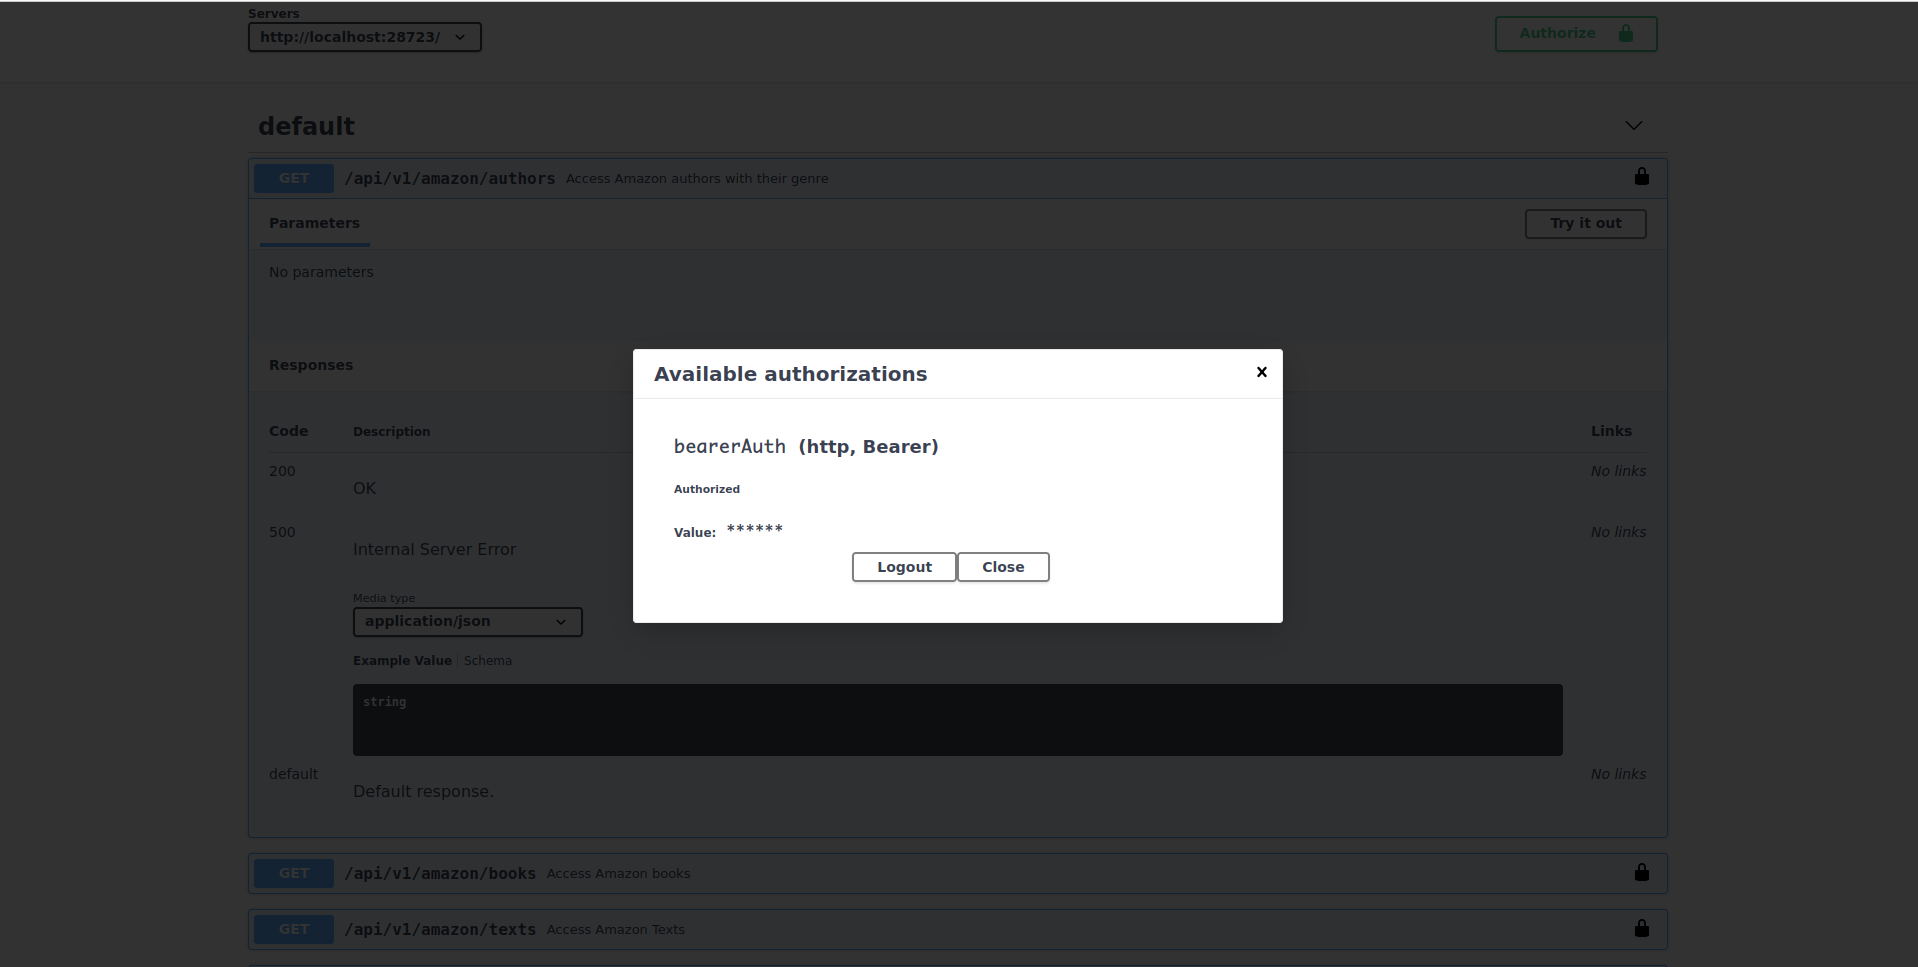 Servers
http://localhost:28723/
Authorize
default
GET /api/v1/amazon/authors Access Amazon authors with their genre
Parameters
Try it out
No parameters
Responses
Available authorizations
bearerAuth (http, Bearer)
Authorized
Value: ******
Logout
Close
Code Description Links
200 OK No links
500 Internal Server Error No links
Media type
application/json
Example Value | Schema
string
default Default response. No links
GET /api/v1/amazon/books Access Amazon books
GET /api/v1/amazon/texts Access Amazon Texts